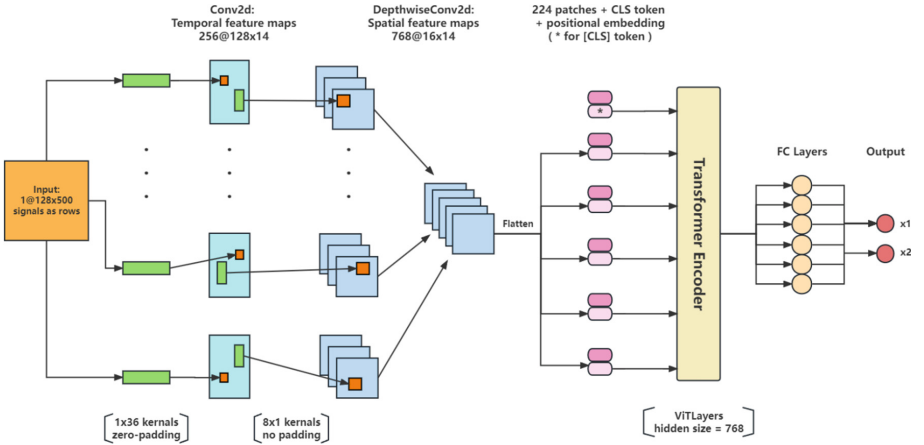 Conv2d:
Temporal feature maps
256@128x14
DepthwiseConv2d:
Spatial feature maps
768@16x14
224 patches + CLS token
+ positional embedding
( * for [CLS] token )
*
Input:
1@128x500
signals as rows
Flatten
Transformer Encoder
FC Layers
Output
x1
x2
1x36 kernals
zero-padding
8x1 kernals
no padding
ViTLayers
hidden size = 768